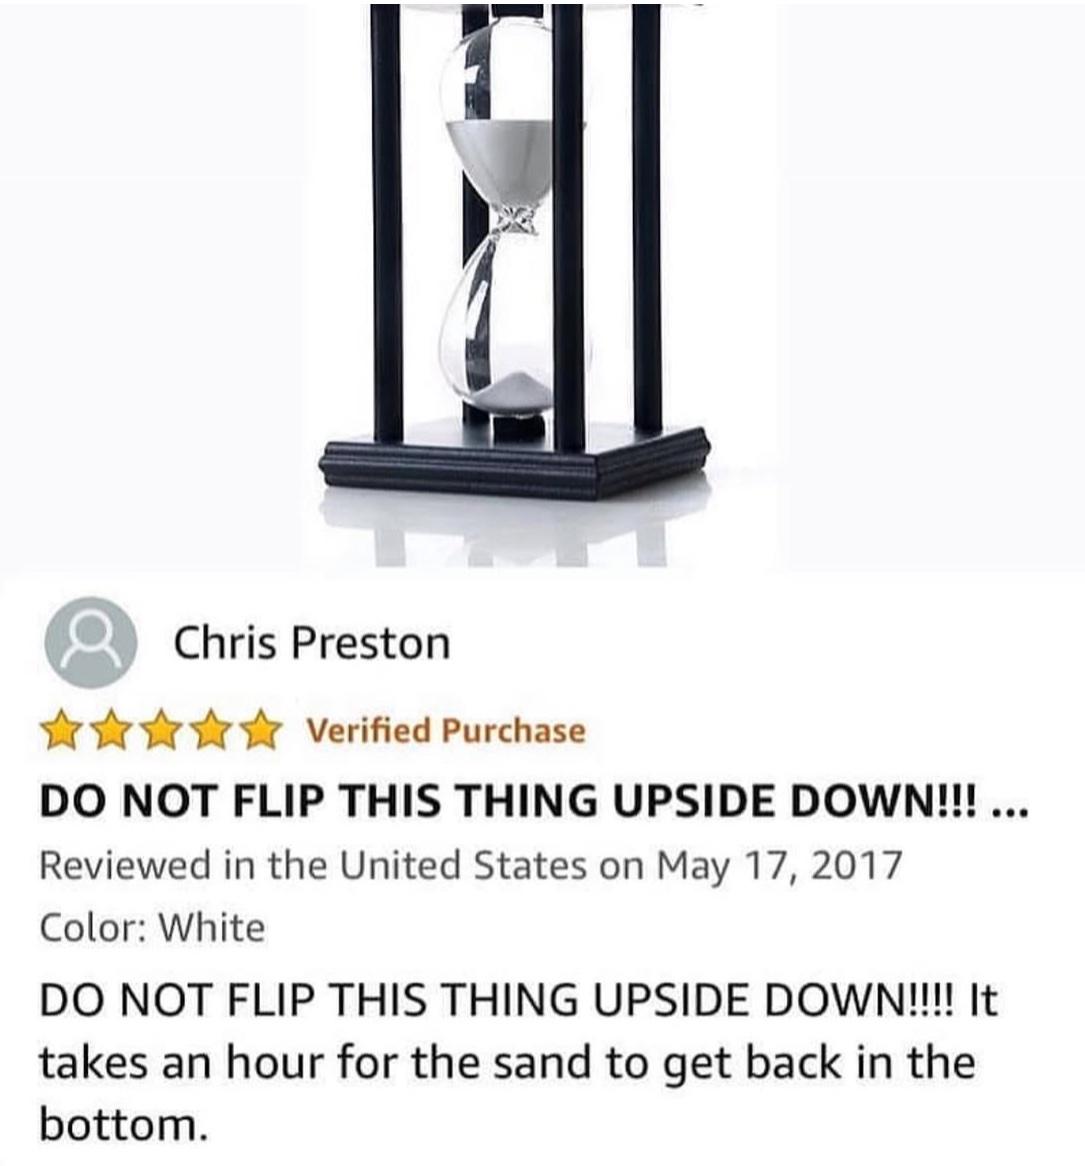 Chris Preston
Verified Purchase
DO NOT FLIP THIS THING UPSIDE DOWN!!! ...
Reviewed in the United States on May 17, 2017
Color: White
DO NOT FLIP THIS THING UPSIDE DOWN!!!! It
takes an hour for the sand to get back in the
bottom.